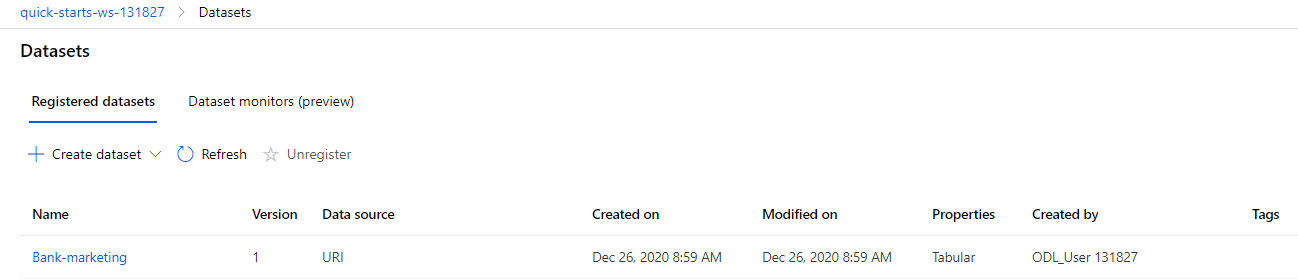 quick-starts-ws-131827 > Datasets
Datasets
Registered datasets Dataset monitors (preview)
Create dataset Refresh Unregister
Name Version Data source Created on Modified on Properties Created by Tags
Bank-marketing 1 URI Dec 26, 2020 8:59 AM Dec 26, 2020 8:59 AM Tabular ODL_User 131827